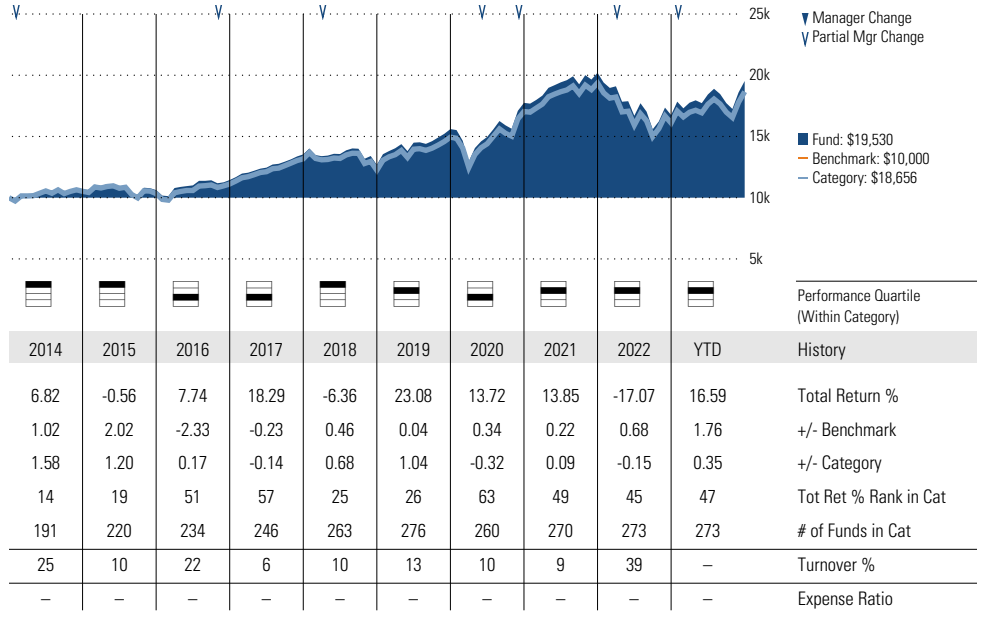 25k
▼ Manager Change
Partial Mgr Change
20k
15k
Fund: $19,530
Benchmark: $10,000
Category: $18,656
10k
5k
Performance Quartile
(Within Category)
2014 2015 2016 2017 2018 2019 2020 2021 2022 YTD History
6.82 -0.56 7.74 18.29 -6.36 23.08 13.72 13.85 -17.07 16.59 Total Return %
1.02 2.02 -2.33 -0.23 0.46 0.04 0.34 0.22 0.68 1.76 +/- Benchmark
1.58 1.20 0.17 -0.14 0.68 1.04 -0.32 0.09 -0.15 0.35 +/- Category
14 19 51 57 25 26 63 49 45 47 Tot Ret % Rank in Cat
191 220 234 246 263 276 260 270 273 273 # of Funds in Cat
25 10 22 6 10 13 10 9 39 – Turnover %
– – – – – – – – – – Expense Ratio